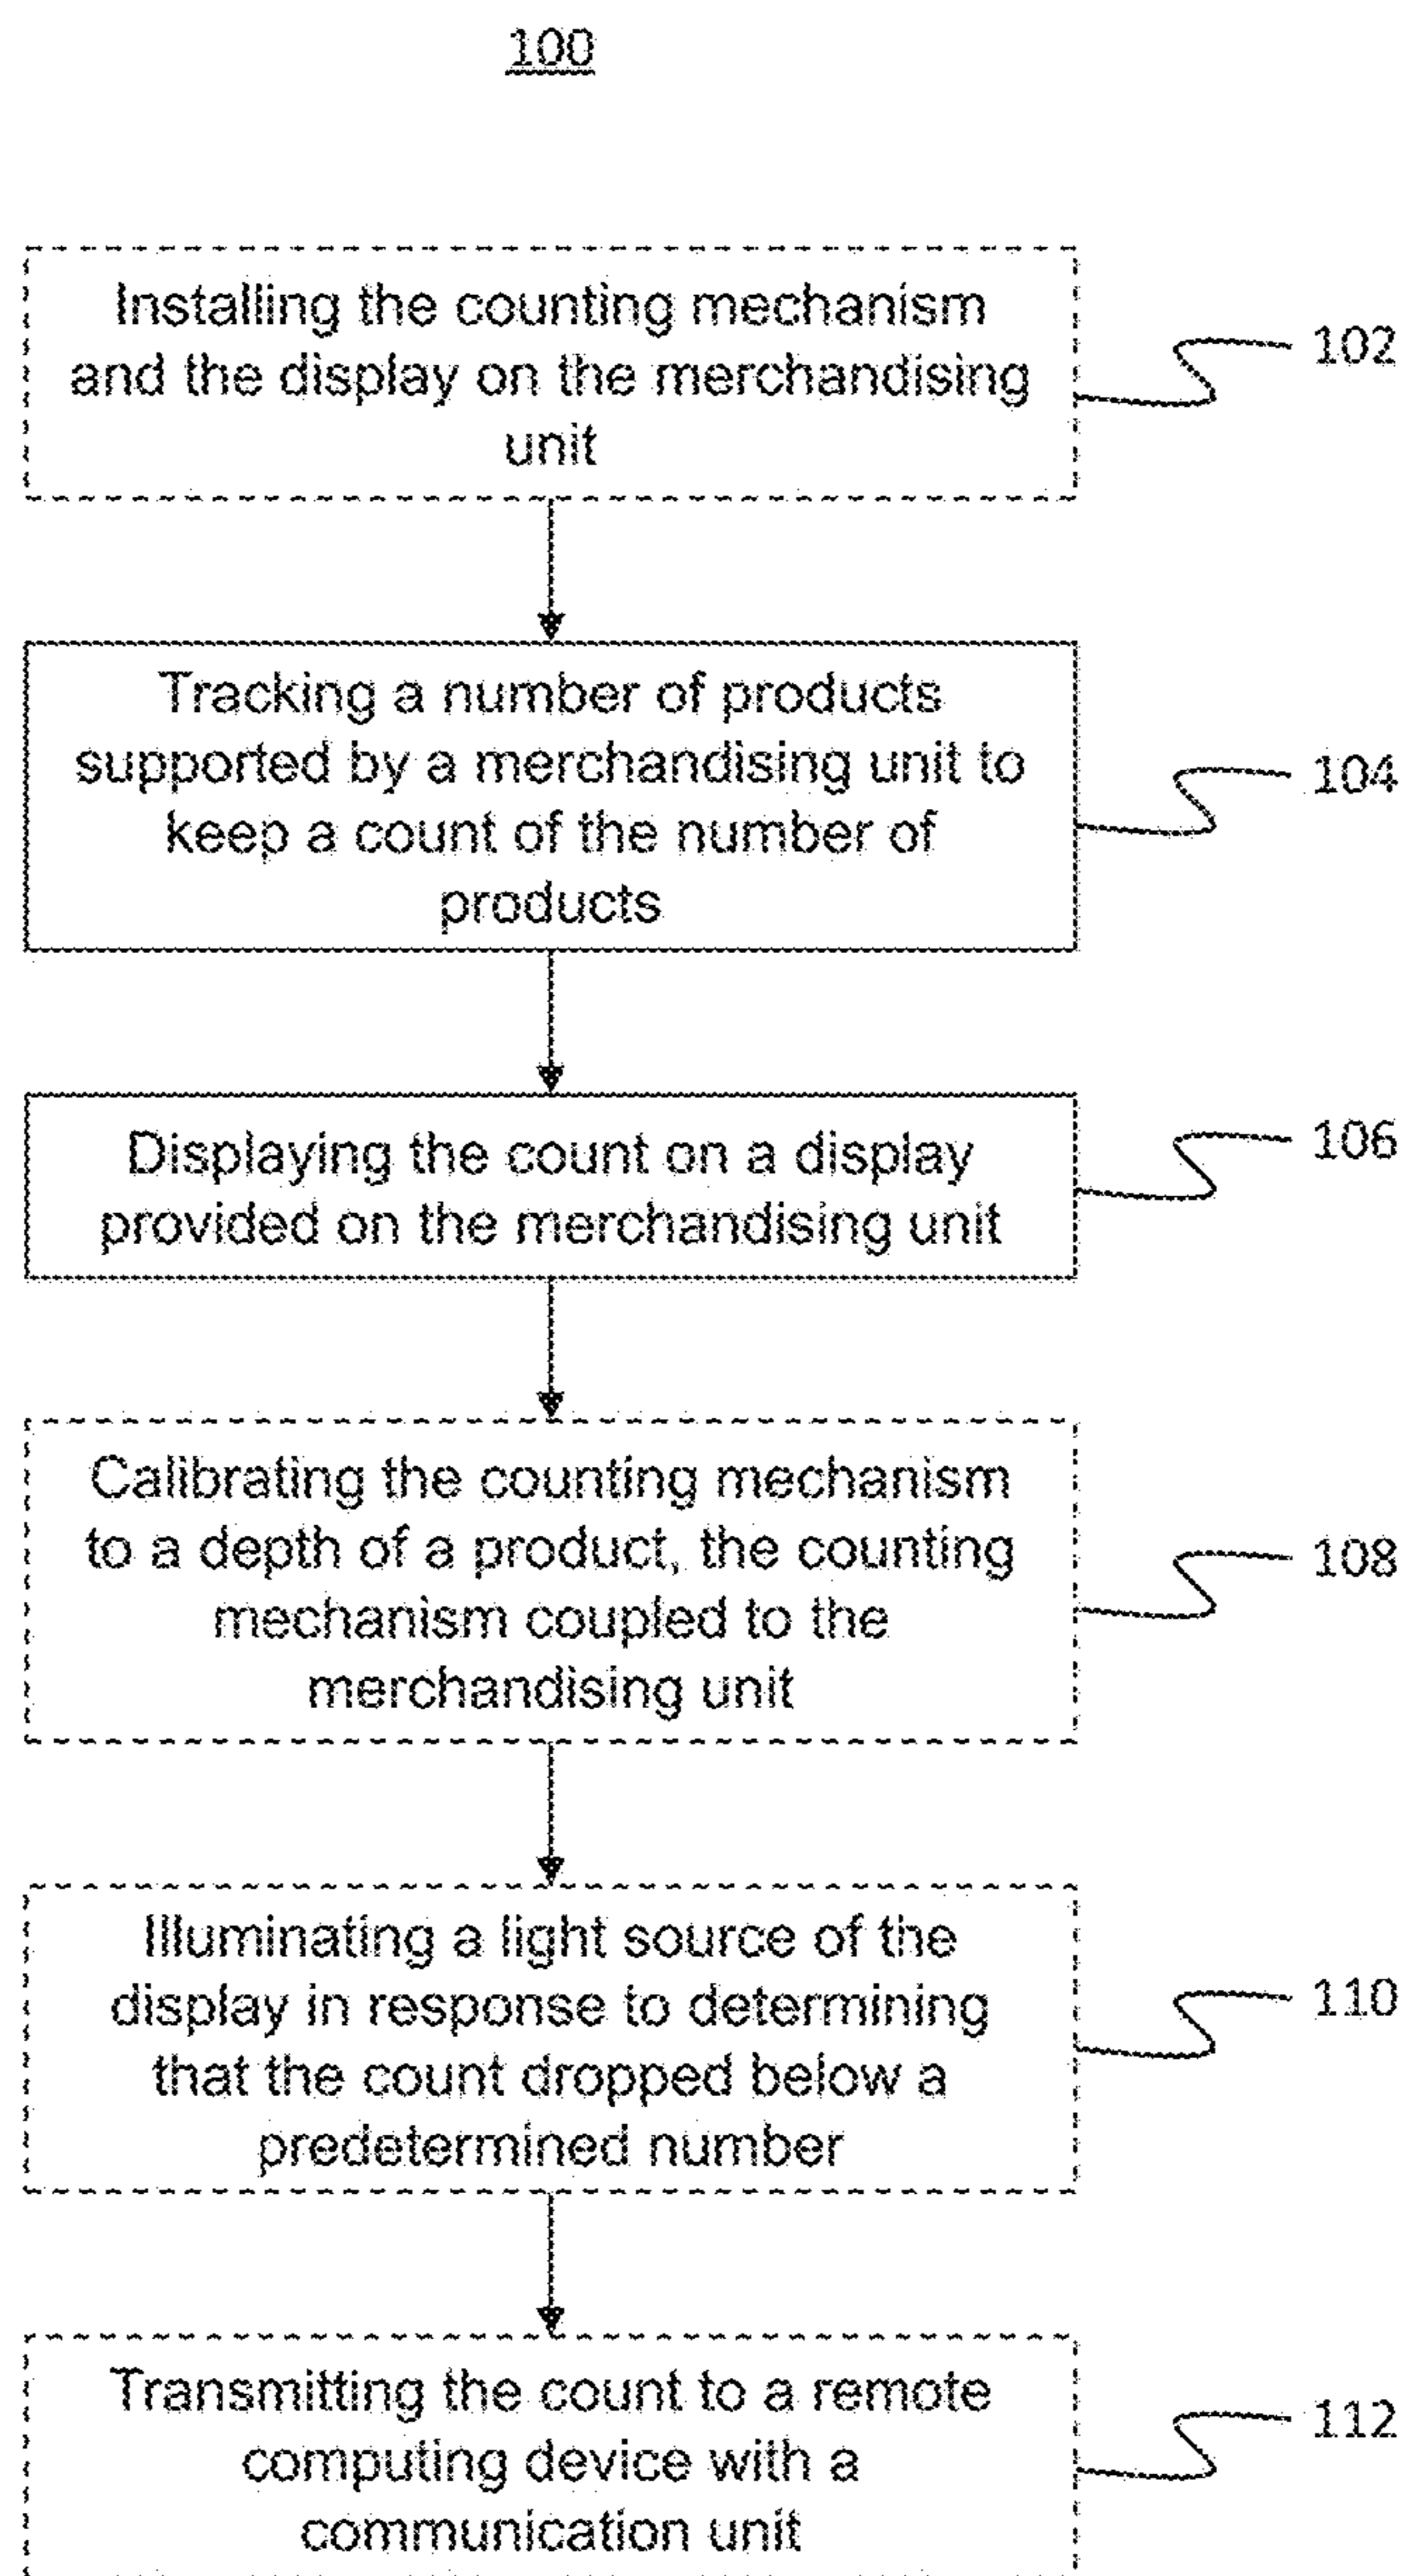 100
Installing the counting mechanism
and the display on the merchandising
unit
102
Tracking a number of products
supported by a merchandising unit to
keep a count of the number of
products
104
Displaying the count on a display
provided on the merchandising unit
106
Calibrating the counting mechanism
to a depth of a product, the counting
mechanism coupled to the
merchandising unit
108
Illuminating a light source of the
display in response to determining
that the count dropped below a
predetermined number
110
Transmitting the count to a remote
computing device with a
communication unit
112